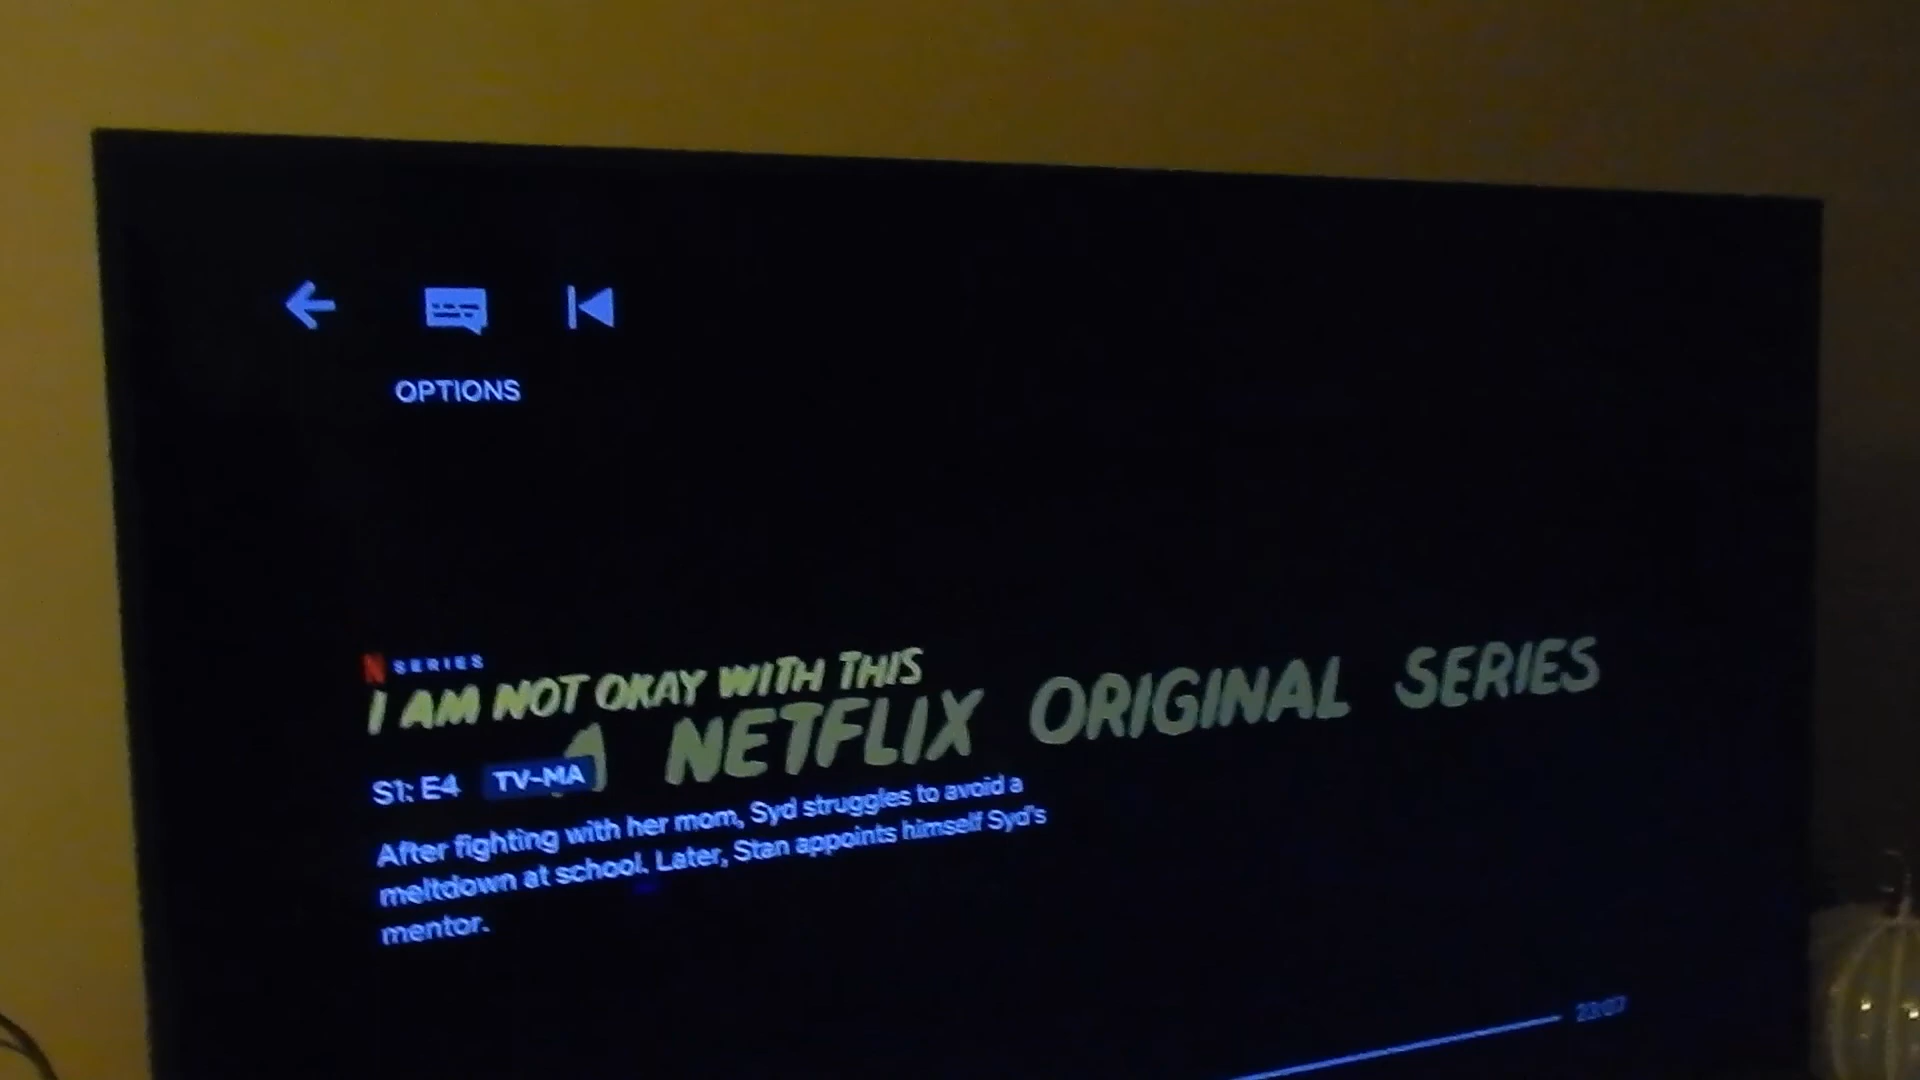 OPTIONS
N SERIES
I AM NOT OKAY WITH THIS
A NETFLIX ORIGINAL SERIES
S1: E4 TV-MA
After fighting with her mom, Syd struggles to avoid a
meltdown at school. Later, Stan appoints himself Syd's
mentor.